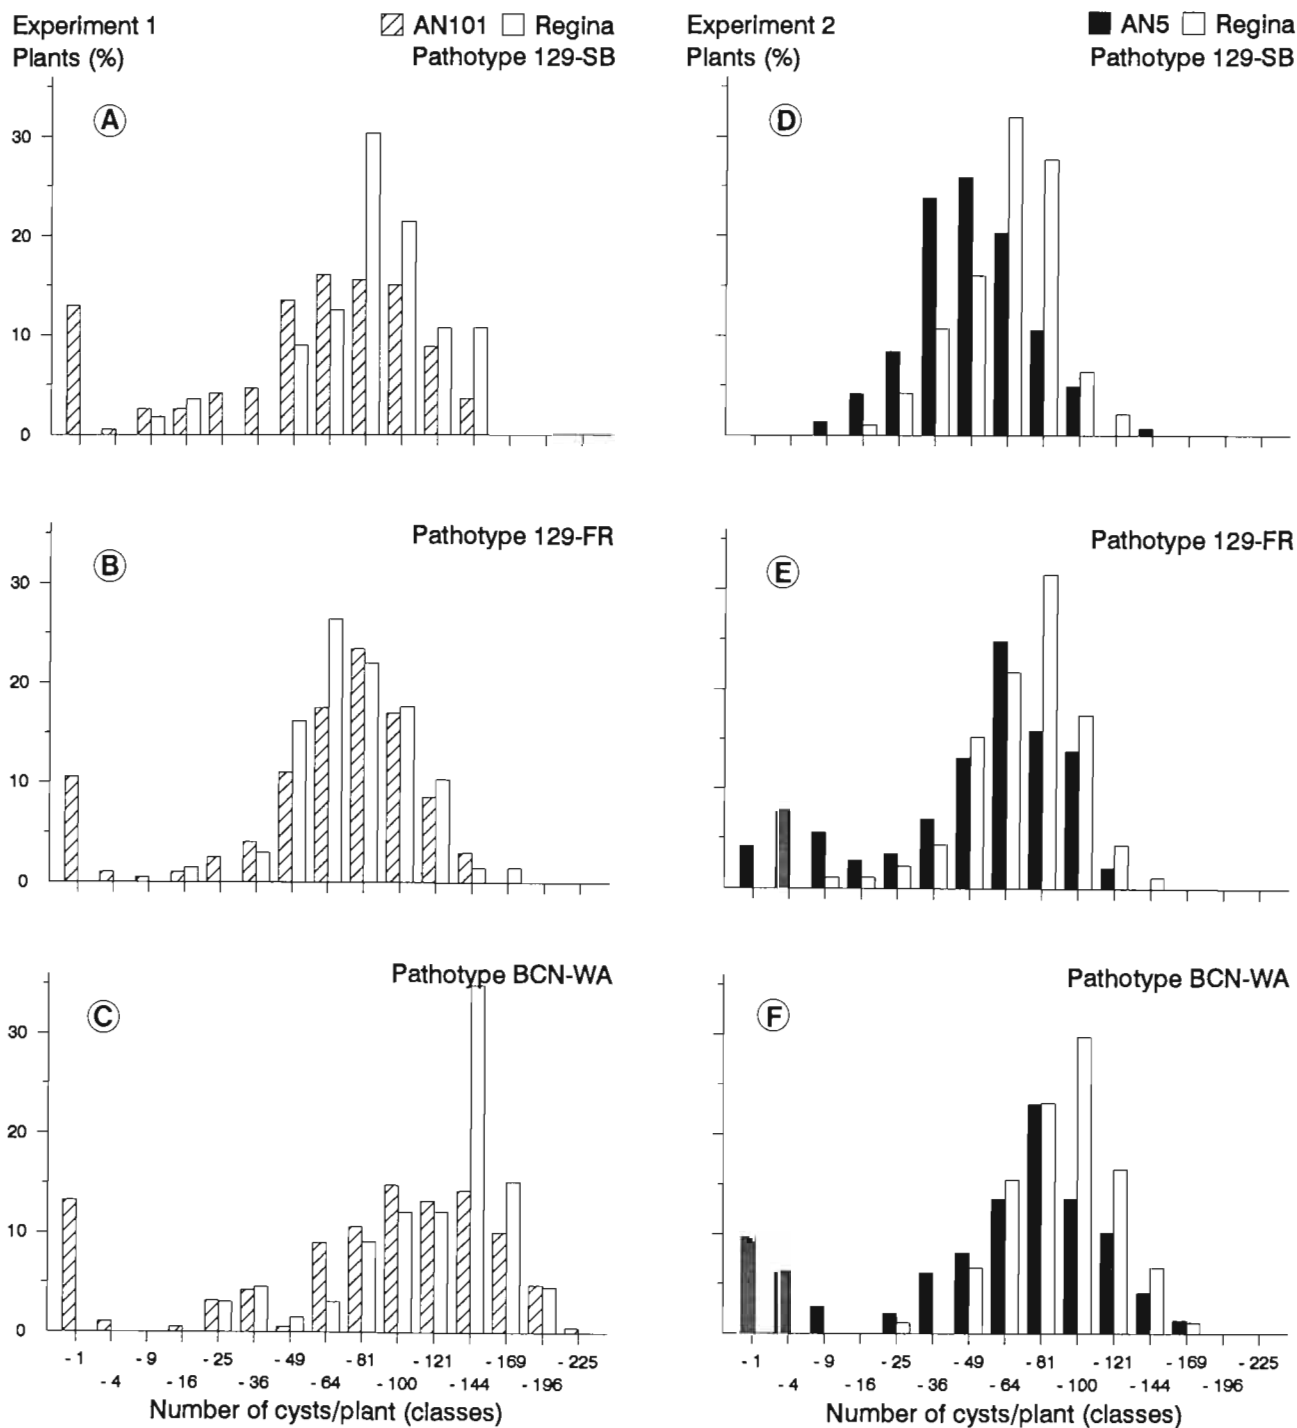 Experiment 1
AN101 Regina
Plants (%)
Pathotype 129-SB
A
30
20
10
0
Experiment 2
AN5 Regina
Plants (%)
Pathotype 129-SB
D
Pathotype 129-FR
B
30
20
10
0
Pathotype 129-FR
E
Pathotype BCN-WA
C
30
20
10
0
- 1 - 9 - 25 - 49 - 81 - 121 - 169 - 225
- 4 - 16 - 36 - 64 - 100 - 144 - 196
Number of cysts/plant (classes)
Pathotype BCN-WA
F
- 1 - 9 - 25 - 49 - 81 - 121 - 169 - 225
- 4 - 16 - 36 - 64 - 100 - 144 - 196
Number of cysts/plant (classes)